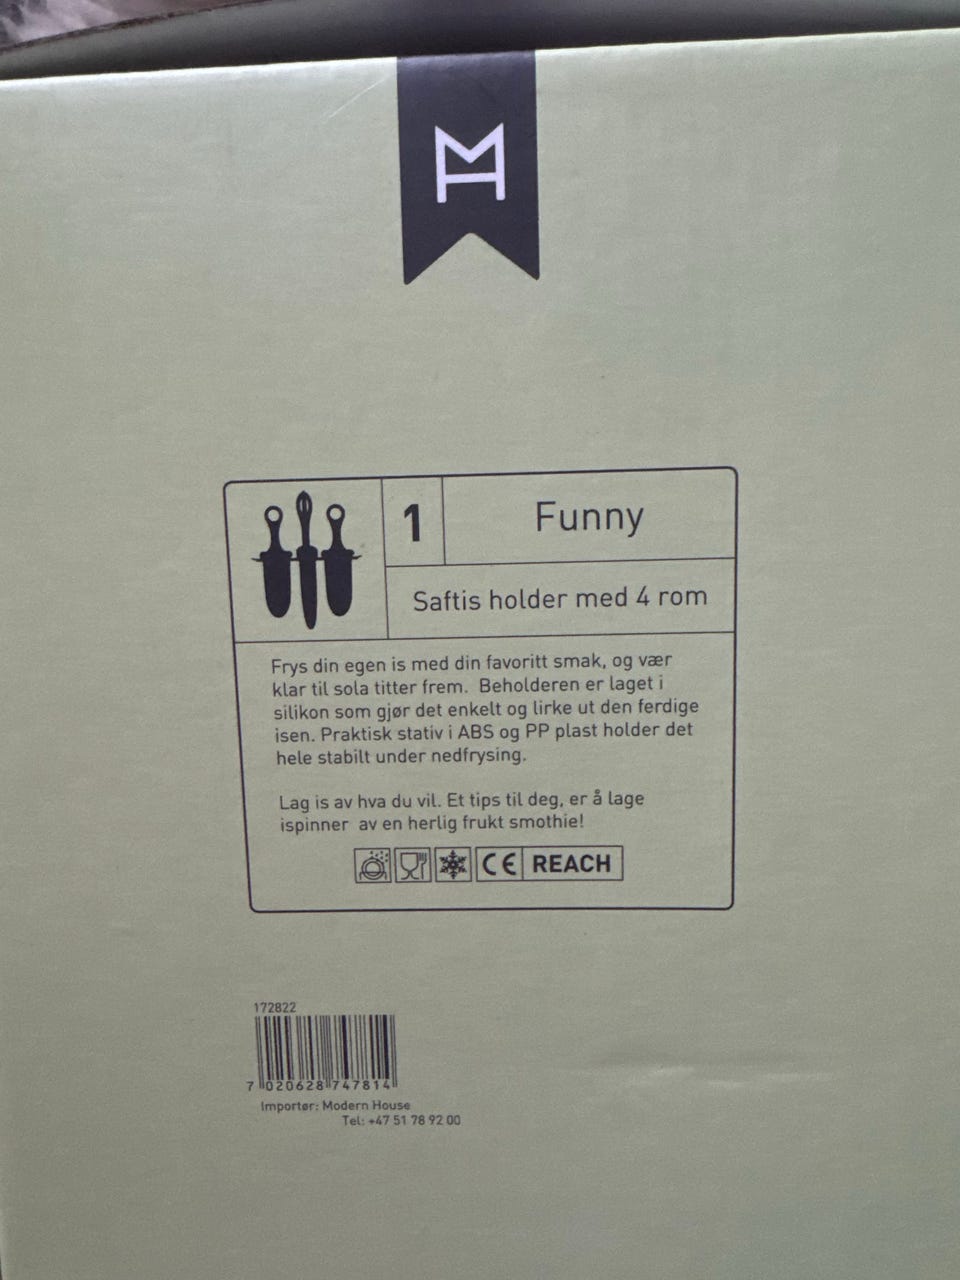 1
Funny
Saftis holder med 4 rom
Frys din egen is med din favoritt smak, og vær
klar til sola titter frem. Beholderen er laget i
silikon som gjør det enkelt og lirke ut den ferdige
isen. Praktisk stativ i ABS og PP plast holder det
hele stabilt under nedfrysing.
Lag is av hva du vil. Et tips til deg, er å lage
ispinner av en herlig frukt smothie!
CE REACH
172822
7 020628 747814
Importør: Modern House
Tel: +47 51 78 92 00